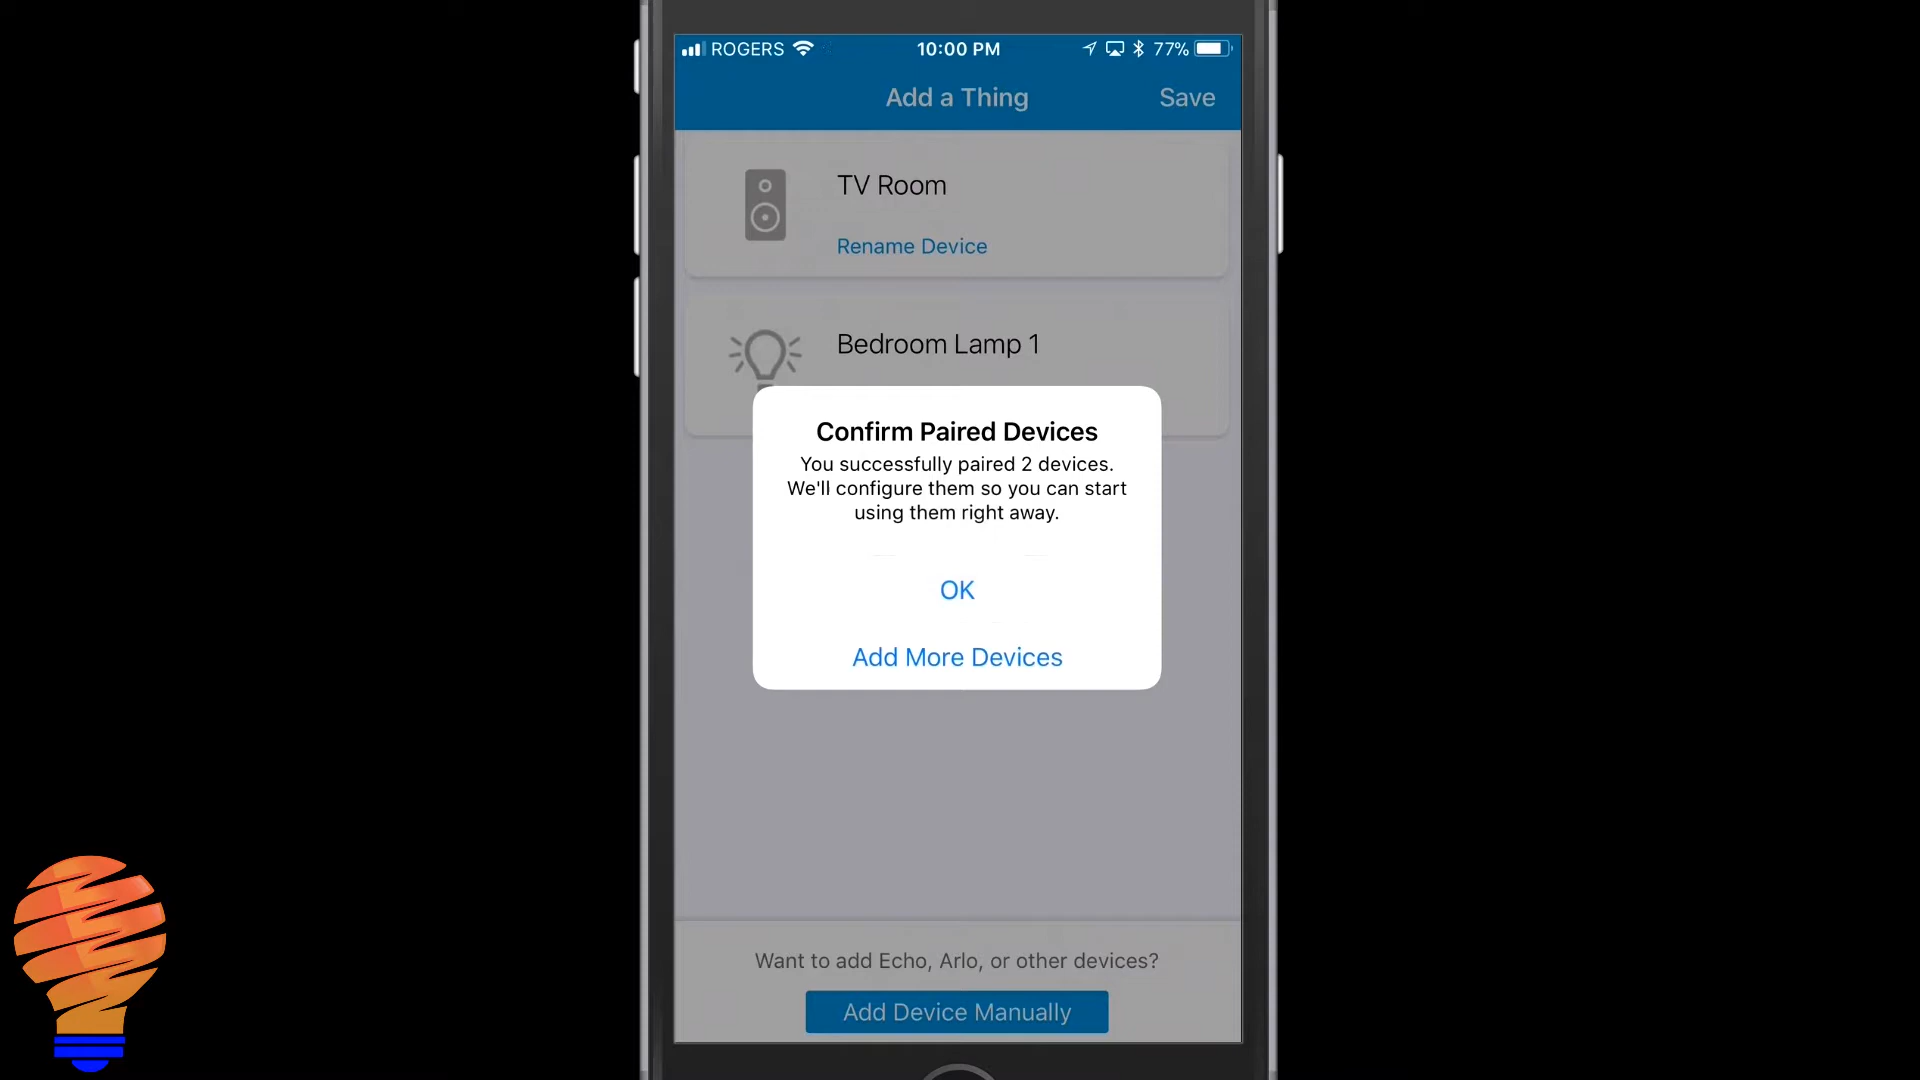 ROGERS 10:00 PM 77%
Add a Thing Save
TV Room
Rename Device
Bedroom Lamp 1
Confirm Paired Devices
You successfully paired 2 devices.
We'll configure them so you can start
using them right away.
OK
Add More Devices
Want to add Echo, Arlo, or other devices?
Add Device Manually